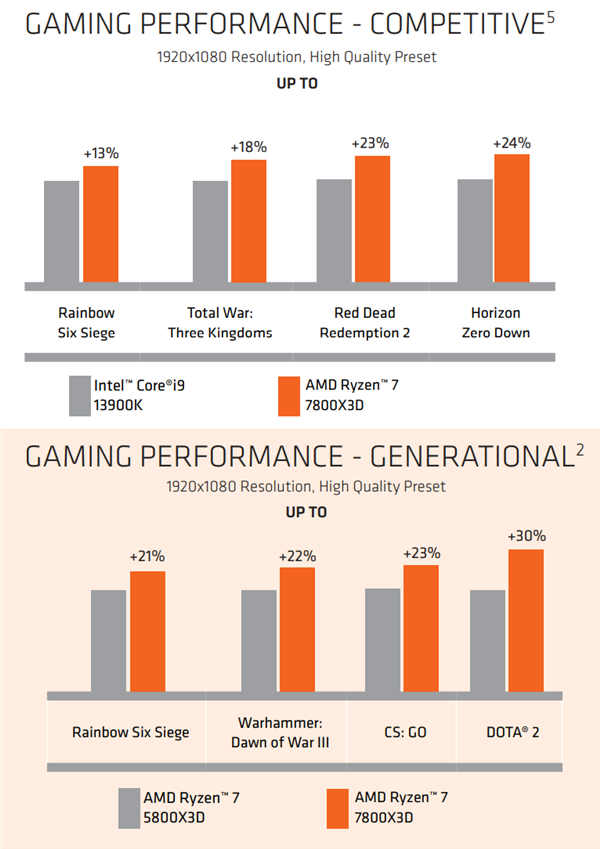 GAMING PERFORMANCE - COMPETITIVE⁵
1920x1080 Resolution, High Quality Preset
UP TO
+13%
+18%
+23%
+24%
Rainbow
Six Siege
Total War:
Three Kingdoms
Red Dead
Redemption 2
Horizon
Zero Down
Intel™ Core®i9
13900K
AMD Ryzen™ 7
7800X3D
GAMING PERFORMANCE - GENERATIONAL²
1920x1080 Resolution, High Quality Preset
UP TO
+21%
+22%
+23%
+30%
Rainbow Six Siege
Warhammer:
Dawn of War III
CS: GO
DOTA® 2
AMD Ryzen™ 7
5800X3D
AMD Ryzen™ 7
7800X3D